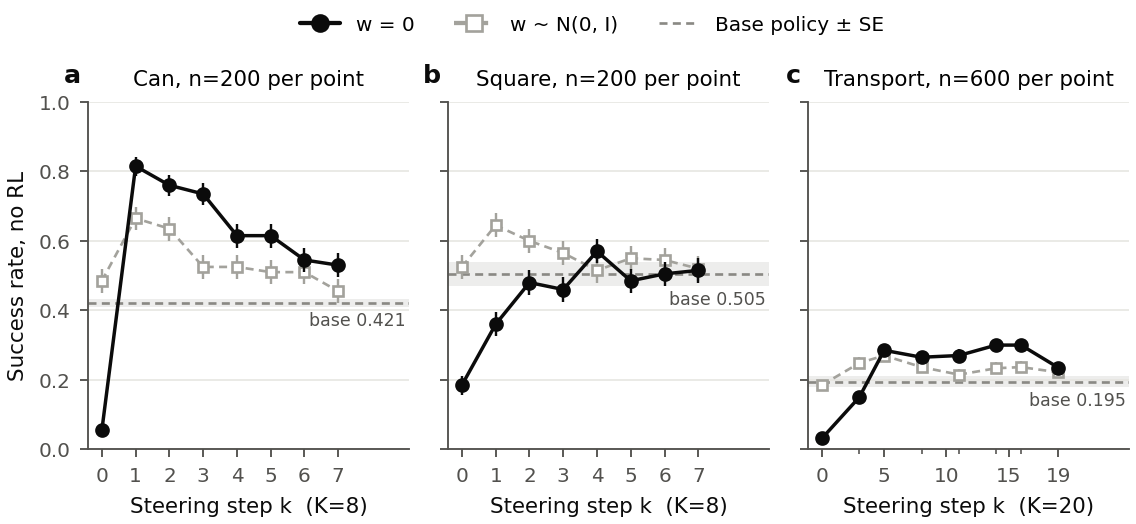 w = 0
w ~ N(0, I)
Base policy ± SE
a
Can, n=200 per point
b
Square, n=200 per point
c
Transport, n=600 per point
Success rate, no RL
1.0
0.8
0.6
0.4
0.2
0.0
base 0.421
base 0.505
base 0.195
0 1 2 3 4 5 6 7
0 1 2 3 4 5 6 7
0 5 10 15 19
Steering step k (K=8)
Steering step k (K=8)
Steering step k (K=20)